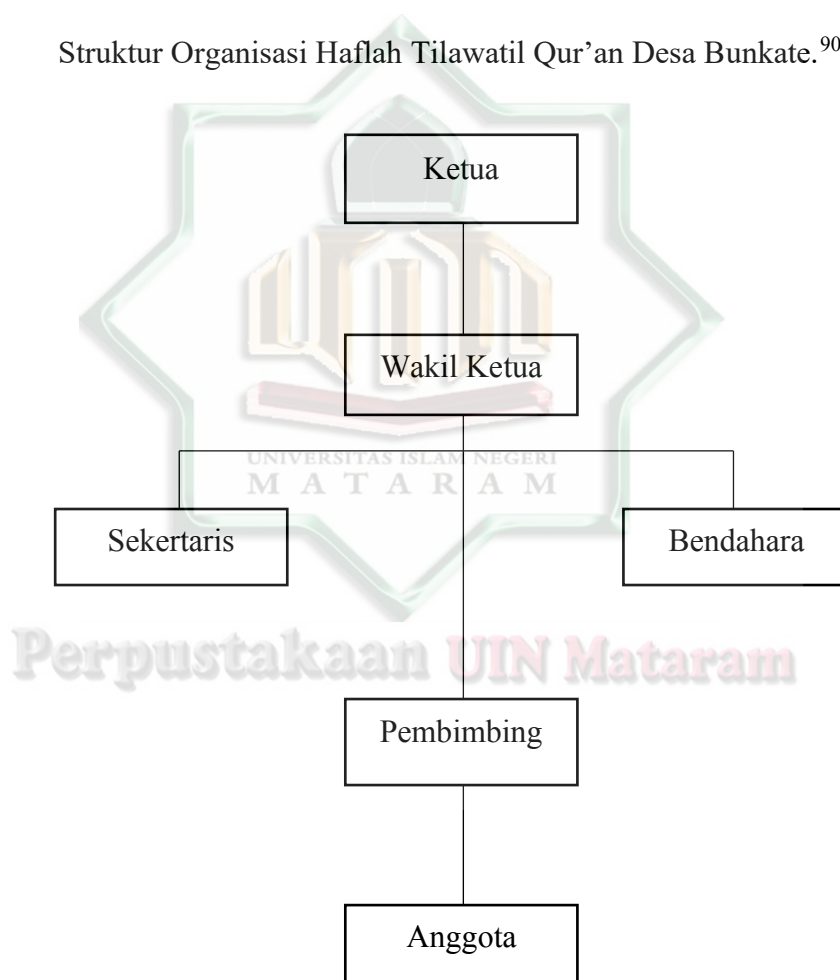 Struktur Organisasi Haflah Tilawatil Qur’an Desa Bunkate.90
Ketua
Wakil Ketua
UNIVERSITAS ISLAM NEGERI
MATARAM
Sekertaris
Bendahara
Perpustakaan UIN Mataram
Pembimbing
Anggota